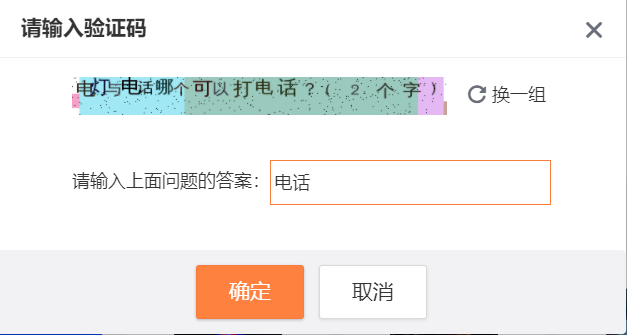 请输入验证码
电灯与电话哪个可以打电话？( 2 个字)
换一组
请输入上面问题的答案：
电话
确定
取消